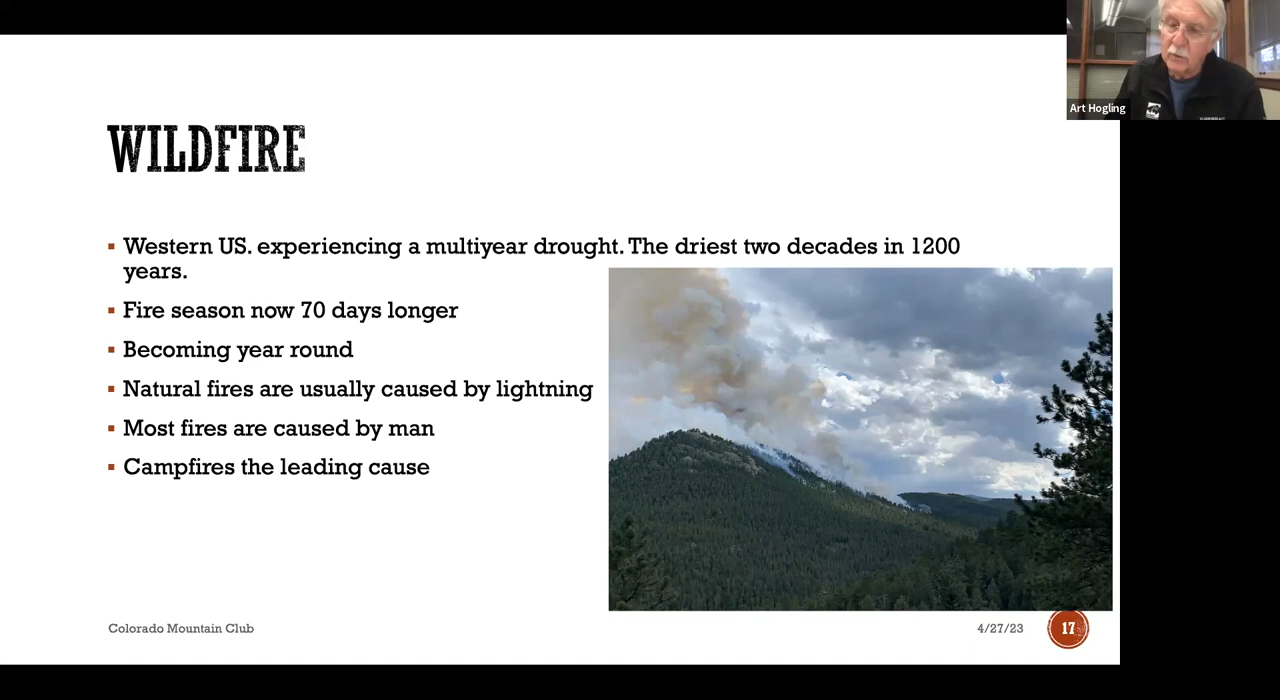 Art Hogling
WILDFIRE
▪ Western US. experiencing a multiyear drought. The driest two decades in 1200
years.
▪ Fire season now 70 days longer
▪ Becoming year round
▪ Natural fires are usually caused by lightning
▪ Most fires are caused by man
▪ Campfires the leading cause
Colorado Mountain Club
4/27/23
17